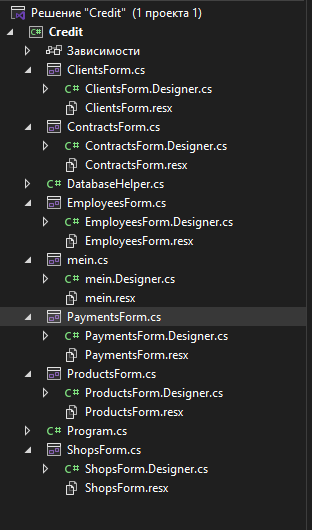 Решение "Credit" (1 проекта 1)
C# Credit
Зависимости
ClientsForm.cs
C# ClientsForm.Designer.cs
ClientsForm.resx
ContractsForm.cs
C# ContractsForm.Designer.cs
ContractsForm.resx
C# DatabaseHelper.cs
EmployeesForm.cs
C# EmployeesForm.Designer.cs
EmployeesForm.resx
mein.cs
C# mein.Designer.cs
mein.resx
PaymentsForm.cs
C# PaymentsForm.Designer.cs
PaymentsForm.resx
ProductsForm.cs
C# ProductsForm.Designer.cs
ProductsForm.resx
C# Program.cs
ShopsForm.cs
C# ShopsForm.Designer.cs
ShopsForm.resx